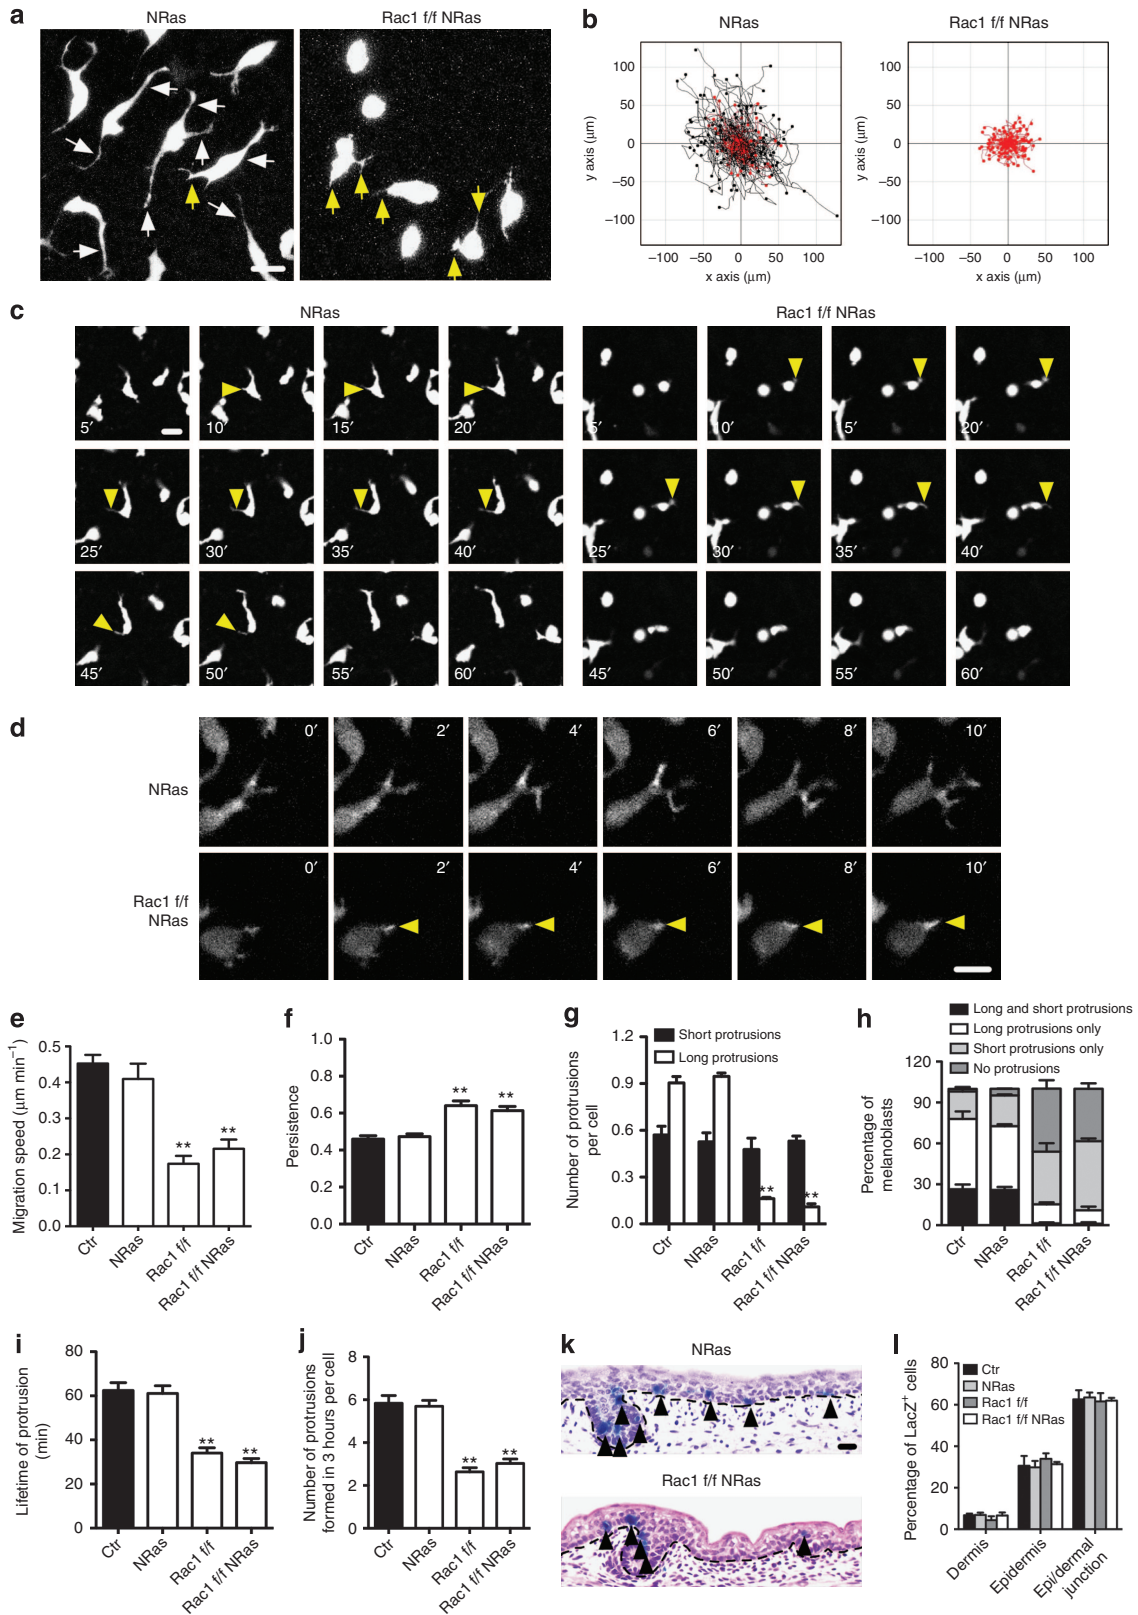 a
NRas
Rac1 f/f NRas
b
NRas
Rac1 f/f NRas
y axis (μm)
100
50
0
−50
−100
−100
−50
0
50
100
x axis (μm)
y axis (μm)
100
50
0
−50
−100
−100
−50
0
50
100
x axis (μm)
c
NRas
Rac1 f/f NRas
5′ 10′ 15′ 20′ 5′ 10′ 5′ 20′
25′ 30′ 35′ 40′ 25′ 30′ 35′ 40′
45′ 50′ 55′ 60′ 45′ 50′ 55′ 60′
d
NRas
0′ 2′ 4′ 6′ 8′ 10′
Rac1 f/f
NRas
0′ 2′ 4′ 6′ 8′ 10′
e
Migration speed (μm min⁻¹)
0.5
0.4
0.3
0.2
0.1
0.0
**
**
Ctr
NRas
Rac1 f/f
Rac1 f/f NRas
f
Persistence
1.0
0.8
0.6
0.4
0.2
0.0
**
**
Ctr
NRas
Rac1 f/f
Rac1 f/f NRas
g
Short protrusions
Long protrusions
Number of protrusions
per cell
1.2
0.9
0.6
0.3
0.0
**
**
Ctr
NRas
Rac1 f/f
Rac1 f/f NRas
h
Long and short protrusions
Long protrusions only
Short protrusions only
No protrusions
Percentage of
melanoblasts
120
90
60
30
0
Ctr
NRas
Rac1 f/f
Rac1 f/f NRas
i
Lifetime of protrusion
(min)
80
60
40
20
0
**
**
Ctr
NRas
Rac1 f/f
Rac1 f/f NRas
j
Number of protrusions
formed in 3 hours per cell
8
6
4
2
0
**
**
Ctr
NRas
Rac1 f/f
Rac1 f/f NRas
k
NRas
Rac1 f/f NRas
l
Percentage of LacZ⁺ cells
80
60
40
20
0
Ctr
NRas
Rac1 f/f
Rac1 f/f NRas
Dermis
Epidermis
Epi/dermal
junction